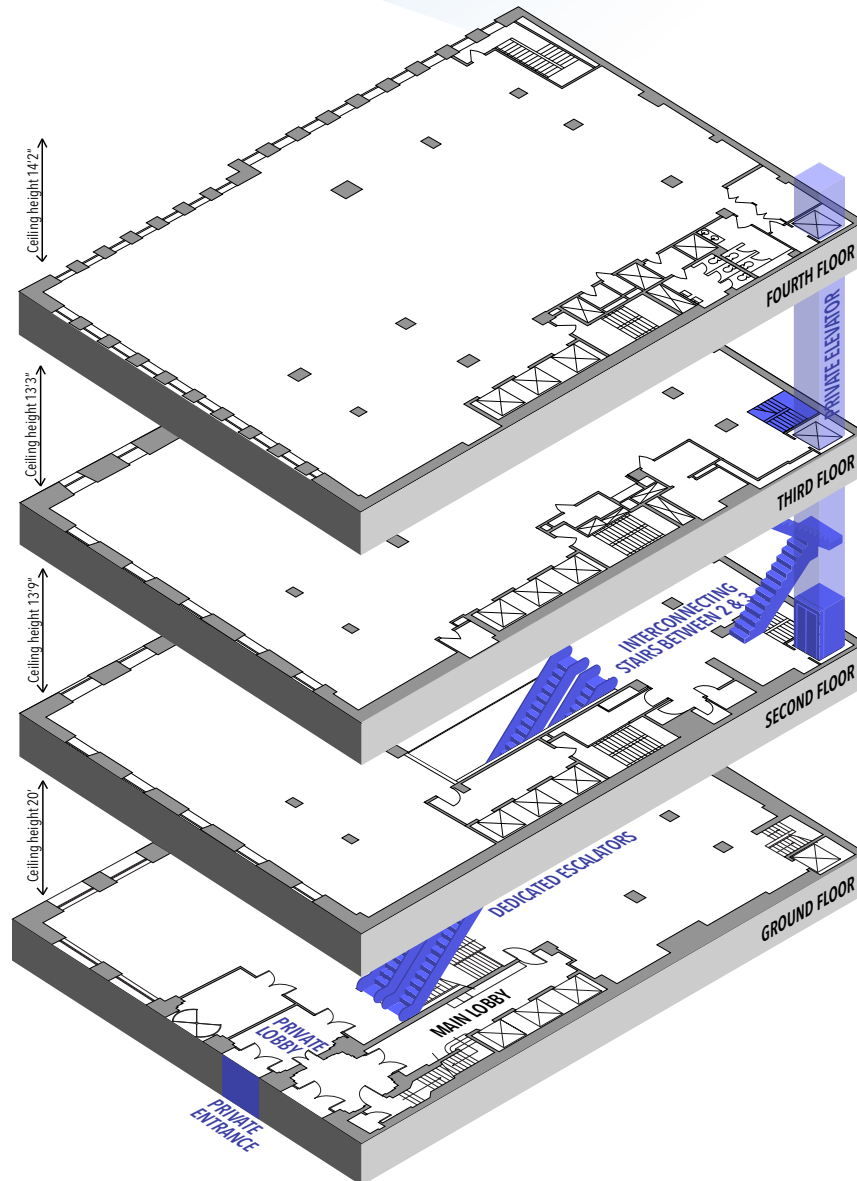 Ceiling height 14'2"
FOURTH FLOOR
PRIVATE ELEVATOR
Ceiling height 13'3"
THIRD FLOOR
Ceiling height 13'9"
INTERCONNECTING
STAIRS BETWEEN 2 & 3
SECOND FLOOR
Ceiling height 20'
DEDICATED ESCALATORS
GROUND FLOOR
MAIN LOBBY
PRIVATE
LOBBY
PRIVATE
ENTRANCE